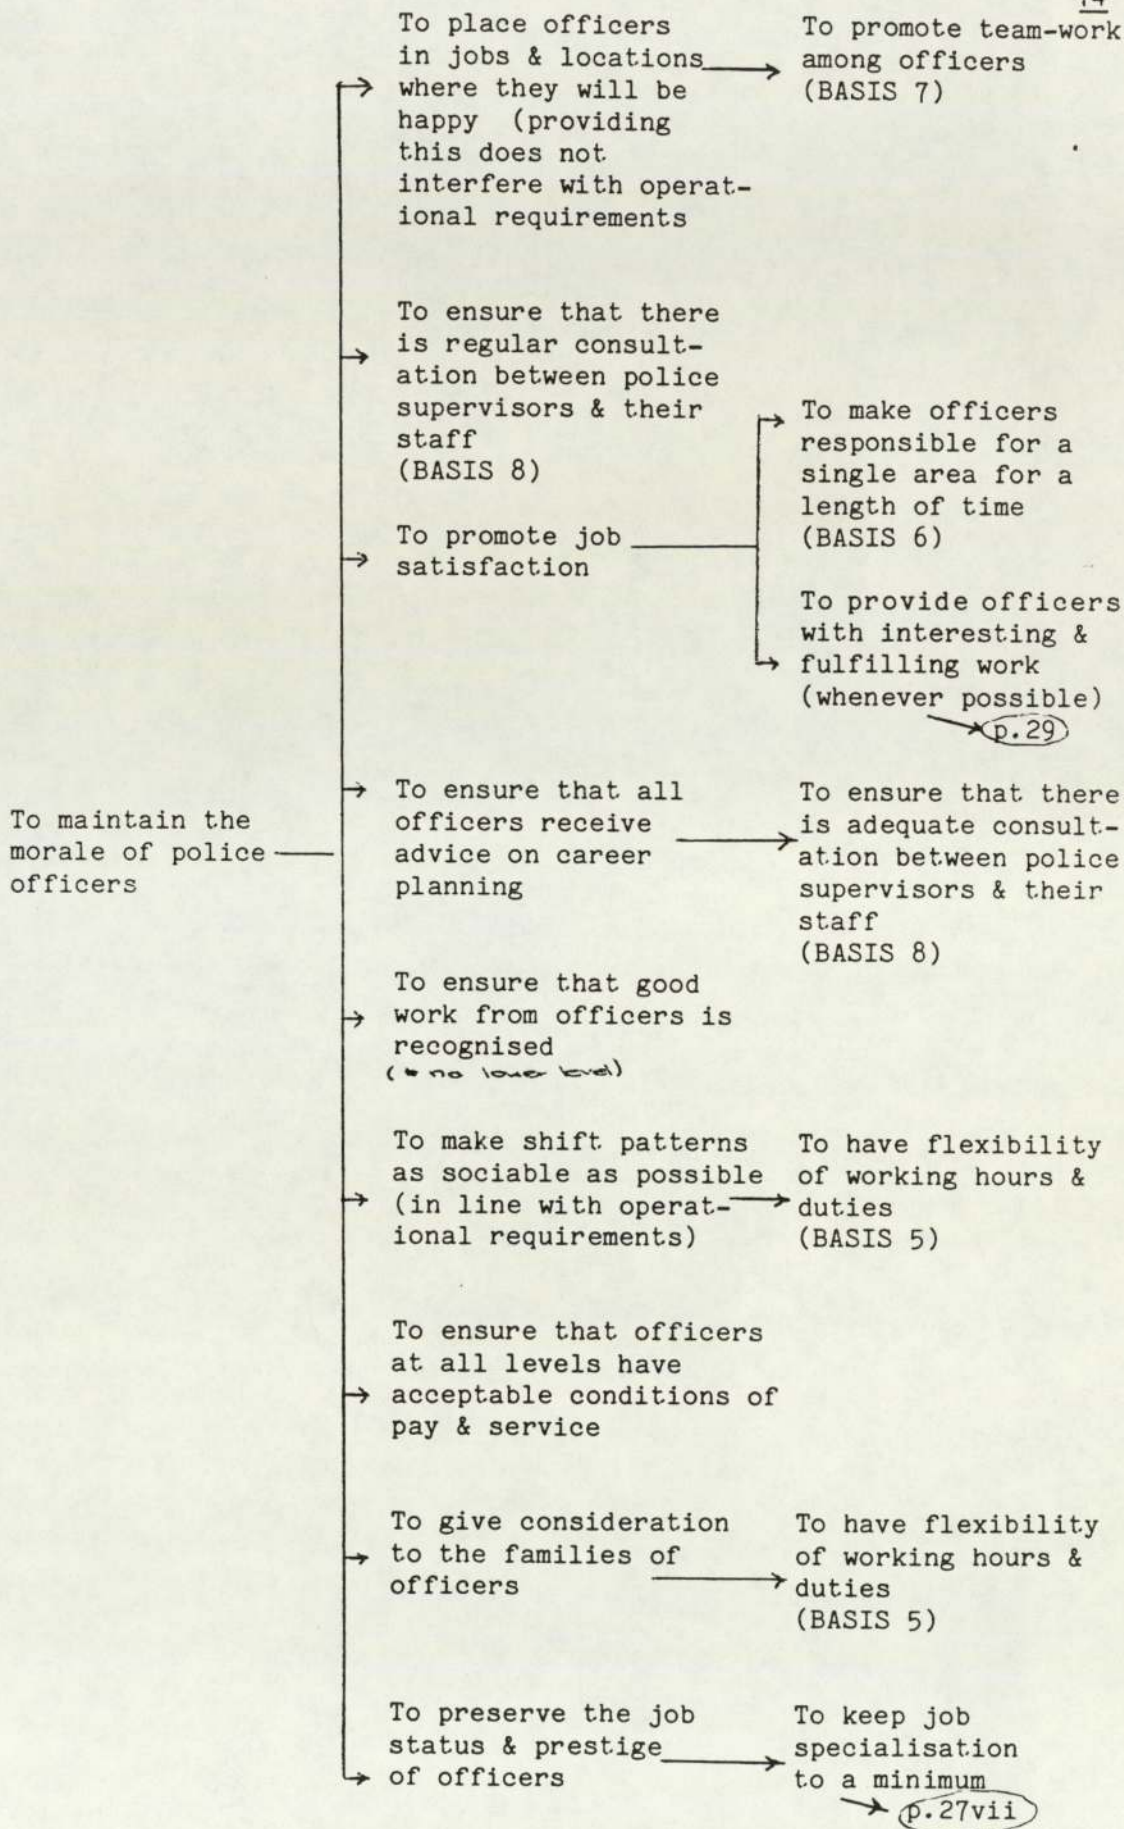 14
To place officers
in jobs & locations
where they will be
happy (providing
this does not
interfere with operat-
ional requirements
To promote team-work
among officers
(BASIS 7)
To ensure that there
is regular consult-
ation between police
supervisors & their
staff
(BASIS 8)
To promote job
satisfaction
To make officers
responsible for a
single area for a
length of time
(BASIS 6)
To provide officers
with interesting &
fulfilling work
(whenever possible)
p.29
To maintain the
morale of police
officers
To ensure that all
officers receive
advice on career
planning
To ensure that there
is adequate consult-
ation between police
supervisors & their
staff
(BASIS 8)
To ensure that good
work from officers is
recognised
(* no lower level)
To make shift patterns
as sociable as possible
(in line with operat-
ional requirements)
To have flexibility
of working hours &
duties
(BASIS 5)
To ensure that officers
at all levels have
acceptable conditions of
pay & service
To give consideration
to the families of
officers
To have flexibility
of working hours &
duties
(BASIS 5)
To preserve the job
status & prestige
of officers
To keep job
specialisation
to a minimum
p.27vii